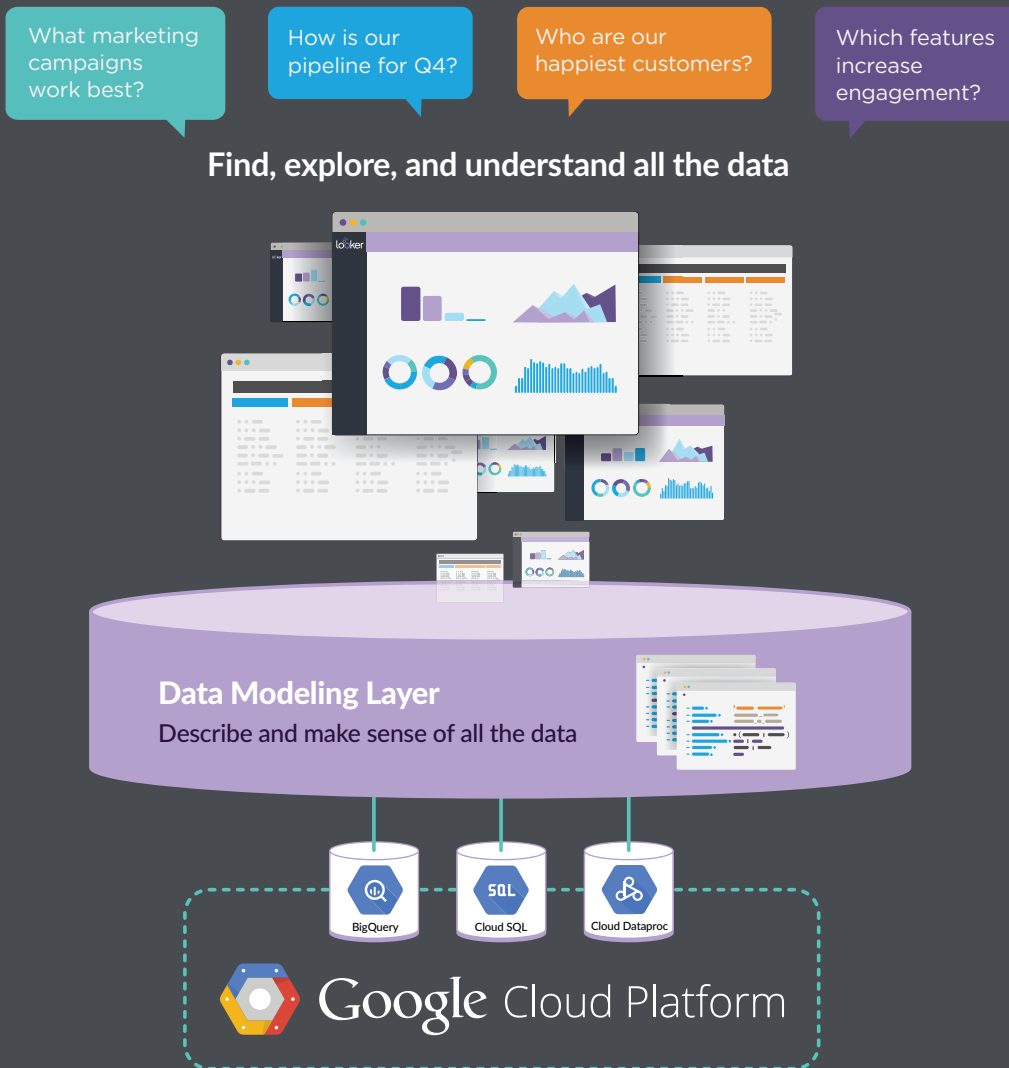 What marketing
campaigns
work best?
How is our
pipeline for Q4?
Who are our
happiest customers?
Which features
increase
engagement?
Find, explore, and understand all the data
looker
Data Modeling Layer
Describe and make sense of all the data
BigQuery
SQL
Cloud SQL
Cloud Dataproc
Google Cloud Platform